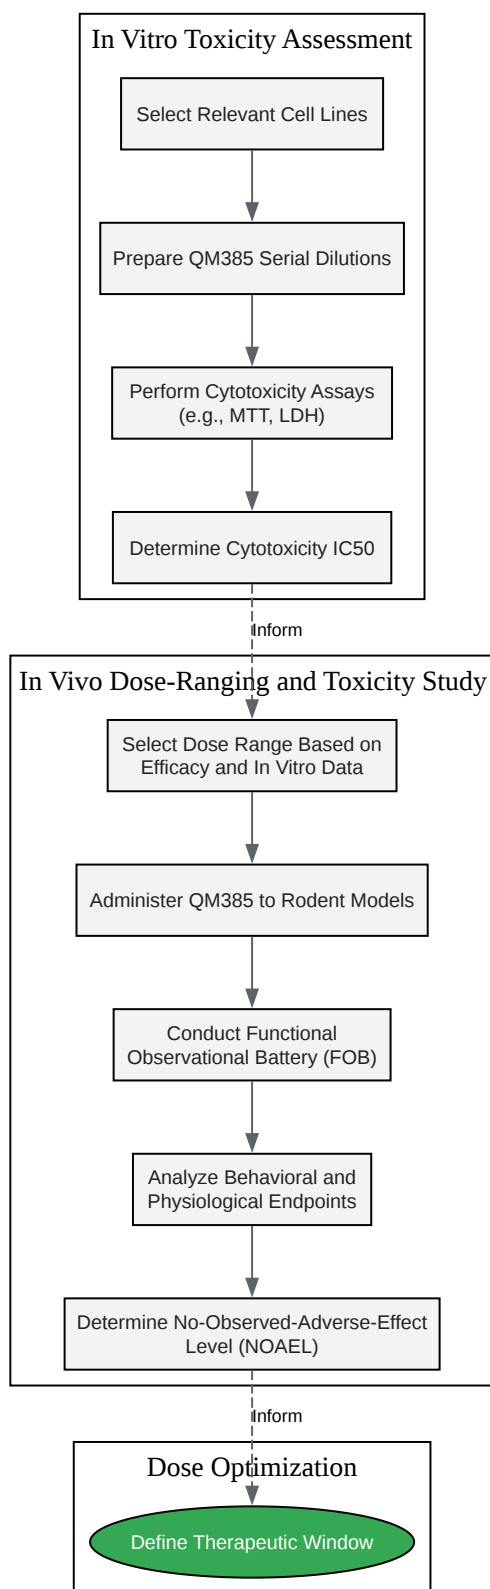 In Vitro Toxicity Assessment
Select Relevant Cell Lines
Prepare QM385 Serial Dilutions
Perform Cytotoxicity Assays
(e.g., MTT, LDH)
Determine Cytotoxicity IC50
Inform
In Vivo Dose-Ranging and Toxicity Study
Select Dose Range Based on
Efficacy and In Vitro Data
Administer QM385 to Rodent Models
Conduct Functional
Observational Battery (FOB)
Analyze Behavioral and
Physiological Endpoints
Determine No-Observed-Adverse-Effect
Level (NOAEL)
Inform
Dose Optimization
Define Therapeutic Window